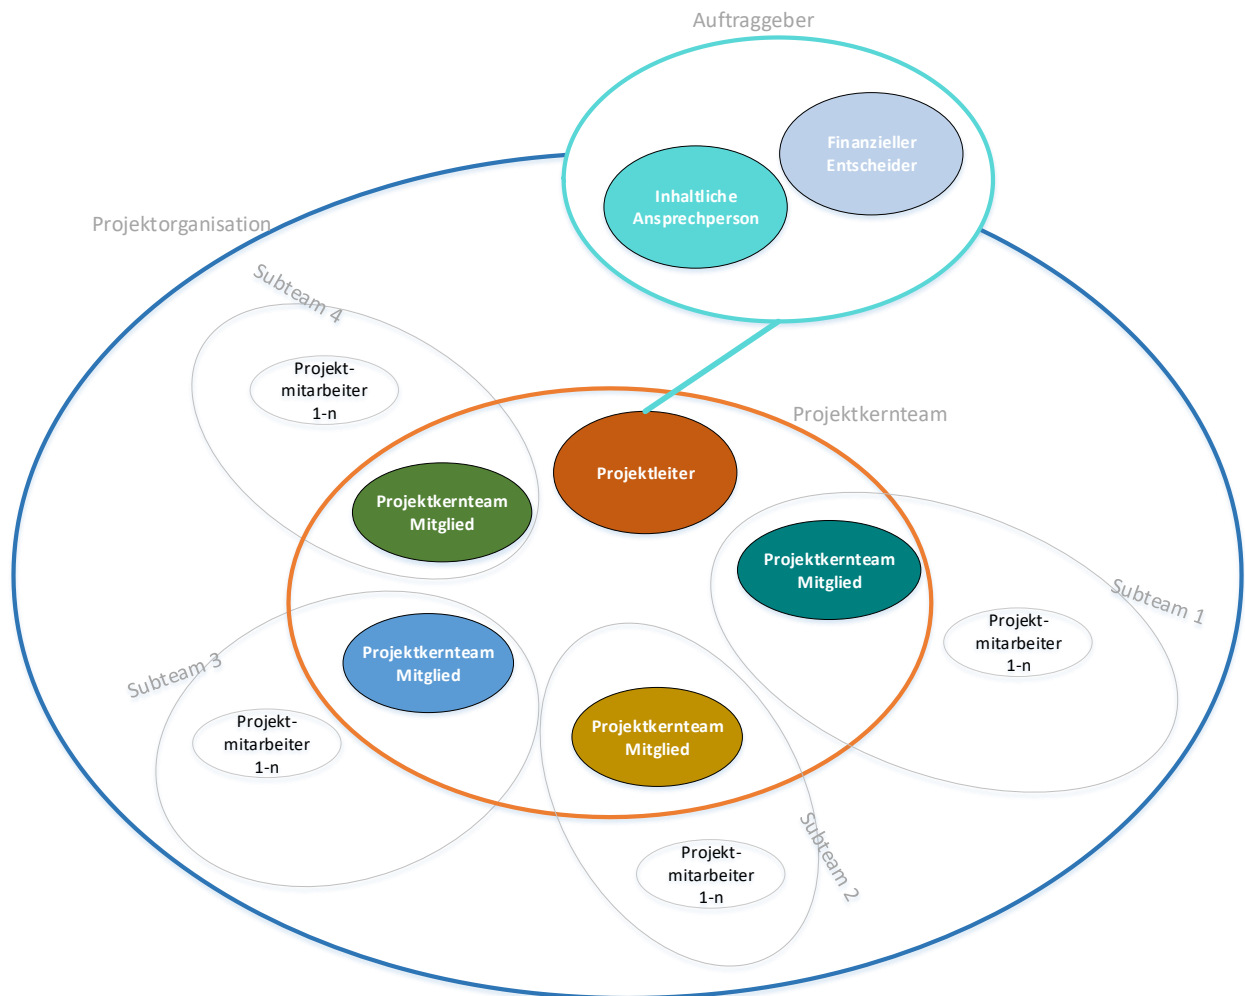 Auftraggeber
Finanzieller
Entscheider
Inhaltliche
Ansprechperson
Projektorganisation
Subteam 4
Projekt-
mitarbeiter
1-n
Projektkernteam
Projektleiter
Projektkernteam
Mitglied
Projektkernteam
Mitglied
Subteam 1
Projekt-
mitarbeiter
1-n
Projektkernteam
Mitglied
Subteam 3
Projekt-
mitarbeiter
1-n
Projektkernteam
Mitglied
Subteam 2
Projekt-
mitarbeiter
1-n